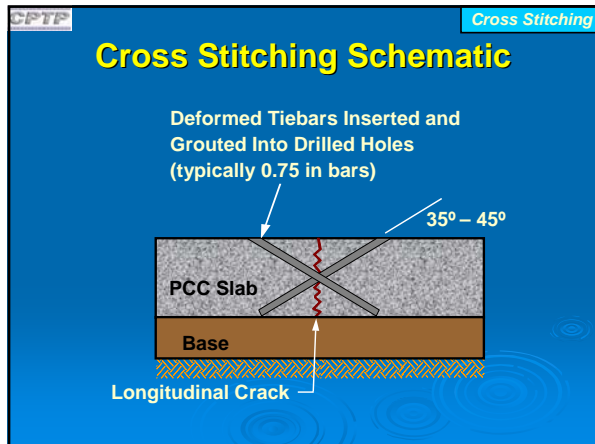 CPTP
Cross Stitching
Cross Stitching Schematic
Deformed Tiebars Inserted and
Grouted Into Drilled Holes
(typically 0.75 in bars)
35º – 45º
PCC Slab
Base
Longitudinal Crack